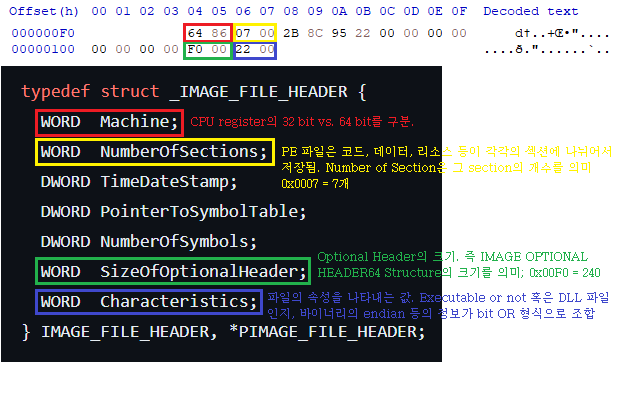 Offset(h) 00 01 02 03 04 05 06 07 08 09 0A 0B 0C 0D 0E 0F Decoded text
000000F0 64 86 07 00 2B 8C 95 22 00 00 00 00 d†..+Œ•"....
00000100 00 00 00 00 F0 00 22 00 ....ð."......`..
typedef struct _IMAGE_FILE_HEADER {
WORD Machine; CPU register의 32 bit vs. 64 bit를 구분.
WORD NumberOfSections; PE 파일은 코드, 데이터, 리소스 등이 각각의 섹션에 나뉘어서
저장됨. Number of Section은 그 section의 개수를 의미
0x0007 = 7개
DWORD TimeDateStamp;
DWORD PointerToSymbolTable;
DWORD NumberOfSymbols;
WORD SizeOfOptionalHeader; Optional Header의 크기. 즉 IMAGE OPTIONAL
HEADER64 Structure의 크기를 의미; 0x00F0 = 240
WORD Characteristics; 파일의 속성을 나타내는 값. Executable or not 혹은 DLL 파일
인지, 바이너리의 endian 등의 정보가 bit OR 형식으로 조합
} IMAGE_FILE_HEADER, *PIMAGE_FILE_HEADER;